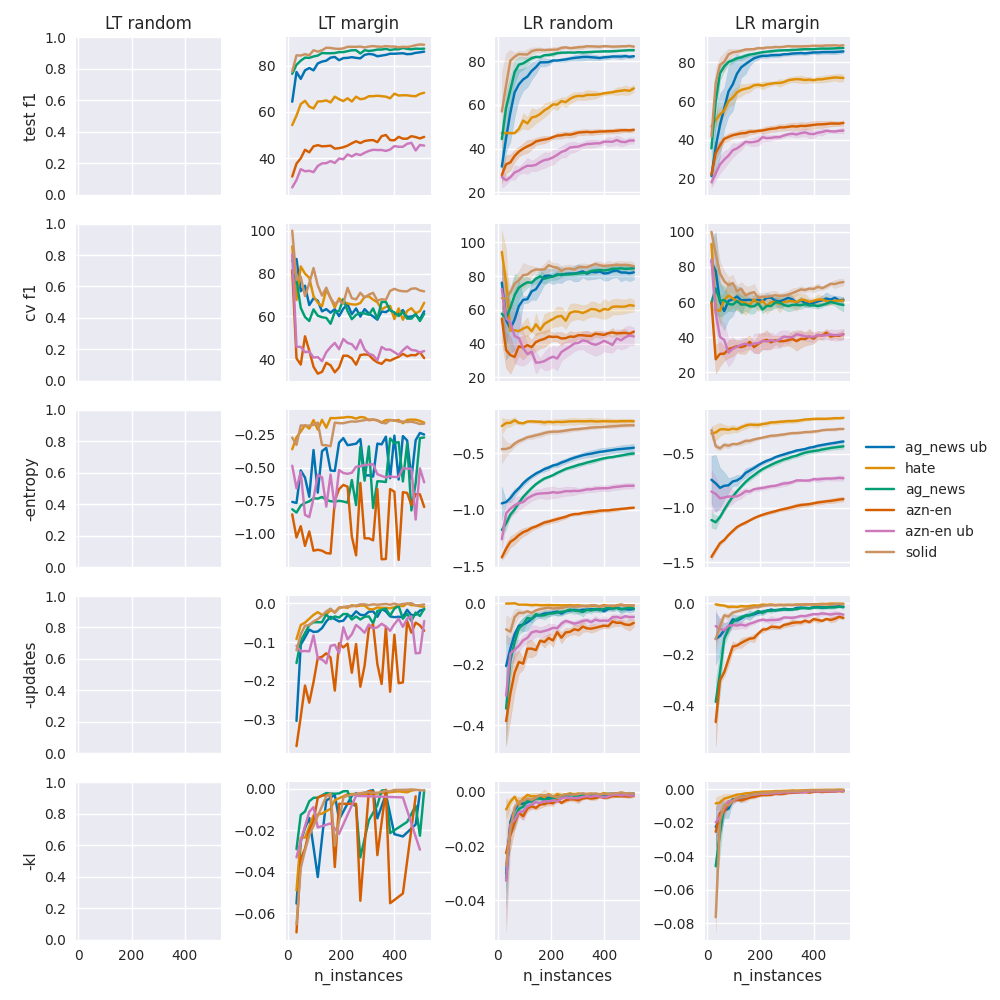 LT random LT margin LR random LR margin
test f1
1.0 0.8 0.6 0.4 0.2 0.0
80 60 40
80 60 40 20
80 60 40 20
cv f1
1.0 0.8 0.6 0.4 0.2 0.0
100 80 60 40
100 80 60 40 20
100 80 60 40 20
-entropy
1.0 0.8 0.6 0.4 0.2 0.0
−0.25 −0.50 −0.75 −1.00
−0.5 −1.0 −1.5
−0.5 −1.0 −1.5
ag_news ub
hate
ag_news
azn-en
azn-en ub
solid
-updates
1.0 0.8 0.6 0.4 0.2 0.0
0.0 −0.1 −0.2 −0.3
0.0 −0.2 −0.4
0.0 −0.2 −0.4
-kl
1.0 0.8 0.6 0.4 0.2 0.0
0.00 −0.02 −0.04 −0.06
0.00 −0.02 −0.04
0.00 −0.02 −0.04 −0.06 −0.08
0 200 400 0 200 400 0 200 400 0 200 400
n_instances n_instances n_instances